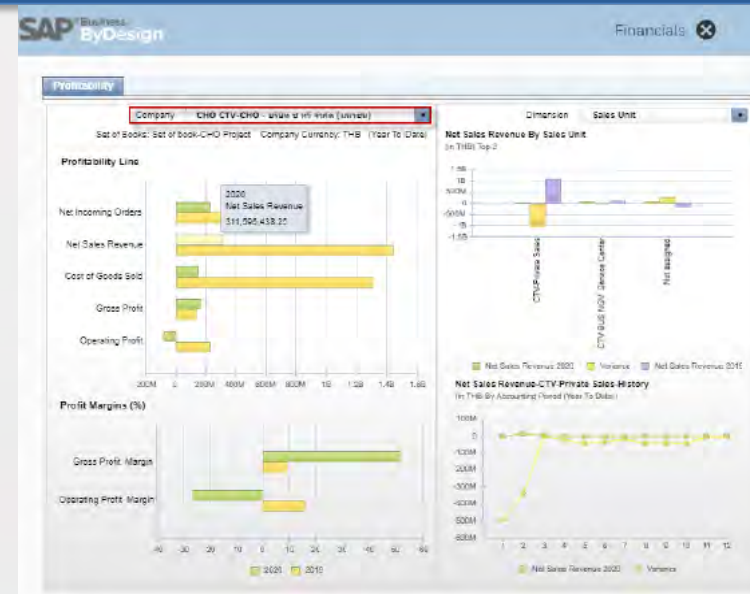 SAP Business ByDesign
Financials
Profitability
Company
CHO CTV-CHO -
Set of Books: Set of book-CHO Project Company Currency: THB (Year To Date)
Profitability Line
2020
Net Sales Revenue
Net Incoming Orders
Net Sales Revenue
Cost of Goods Sold
Gross Profit
Operating Profit
200M 0 200M 400M 600M 800M 1B 1.2B 1.4B 1.6B
Profit Margins (%)
Gross Profit Margin
Operating Profit Margin
-40 -30 -20 -10 0 10 20 30 40 50 60
2020 2019
Dimension Sales Unit
Net Sales Revenue By Sales Unit
(in THB) Top 3
1.5B
1B
500M
0
-500M
-1B
-1.5B
CTV-Private Sales
CTV-BUS NGV Service Center
Not assigned
Net Sales Revenue 2020 Variance Net Sales Revenue 2019
Net Sales Revenue-CTV-Private Sales-History
(in THB By Accounting Period (Year To Date))
100M
0
-100M
-200M
-300M
-400M
-500M
-600M
1 2 3 4 5 6 7 8 9 10 11 12
Net Sales Revenue 2020 Variance